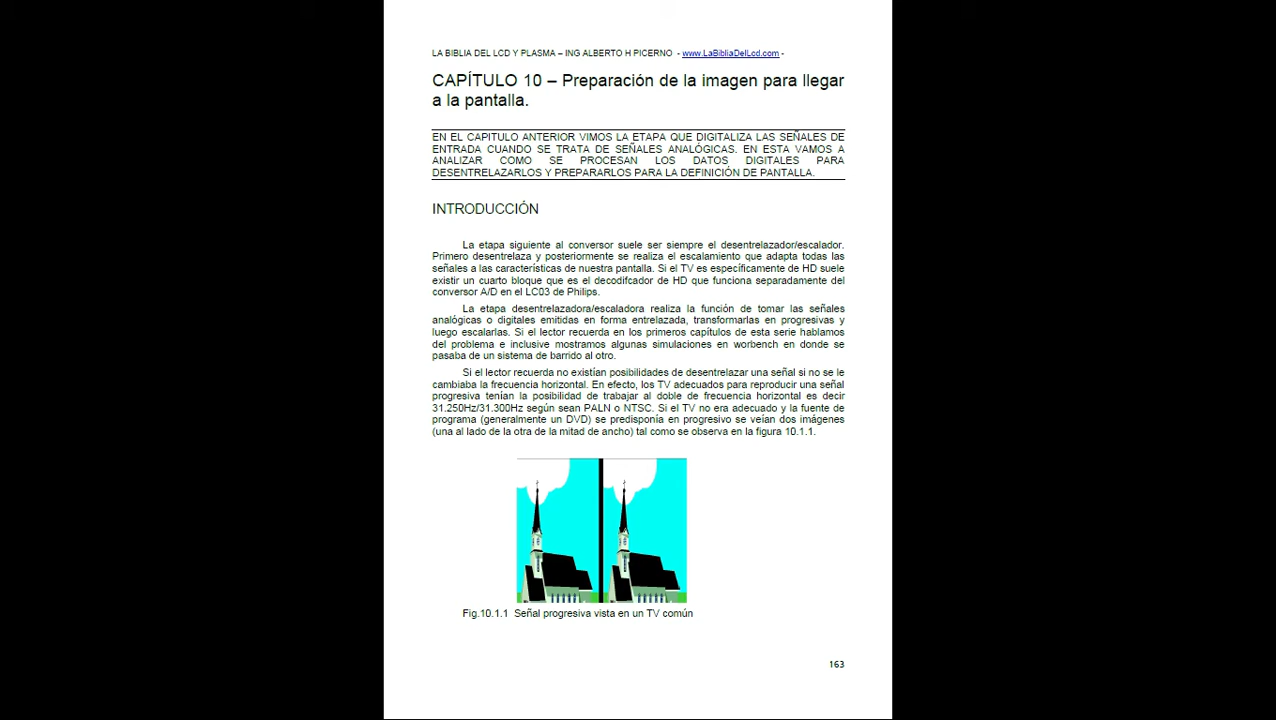 LA BIBLIA DEL LCD Y PLASMA – ING ALBERTO H PICERNO - www.LaBibliaDelLcd.com -
CAPÍTULO 10 – Preparación de la imagen para llegar
a la pantalla.
EN EL CAPITULO ANTERIOR VIMOS LA ETAPA QUE DIGITALIZA LAS SEÑALES DE
ENTRADA CUANDO SE TRATA DE SEÑALES ANALÓGICAS. EN ESTA VAMOS A
ANALIZAR COMO SE PROCESAN LOS DATOS DIGITALES PARA
DESENTRELAZARLOS Y PREPARARLOS PARA LA DEFINICIÓN DE PANTALLA.
INTRODUCCIÓN
La etapa siguiente al conversor suele ser siempre el desentrelazador/escalador.
Primero desentrelaza y posteriormente se realiza el escalamiento que adapta todas las
señales a las características de nuestra pantalla. Si el TV es específicamente de HD suele
existir un cuarto bloque que es el decodifcador de HD que funciona separadamente del
conversor A/D en el LC03 de Philips.
La etapa desentrelazadora/escaladora realiza la función de tomar las señales
analógicas o digitales emitidas en forma entrelazada, transformarlas en progresivas y
luego escalarlas. Si el lector recuerda en los primeros capítulos de esta serie hablamos
del problema e inclusive mostramos algunas simulaciones en worbench en donde se
pasaba de un sistema de barrido al otro.
Si el lector recuerda no existían posibilidades de desentrelazar una señal si no se le
cambiaba la frecuencia horizontal. En efecto, los TV adecuados para reproducir una señal
progresiva tenían la posibilidad de trabajar al doble de frecuencia horizontal es decir
31.250Hz/31.300Hz según sean PALN o NTSC. Si el TV no era adecuado y la fuente de
programa (generalmente un DVD) se predisponía en progresivo se veían dos imágenes
(una al lado de la otra de la mitad de ancho) tal como se observa en la figura 10.1.1.
Fig.10.1.1 Señal progresiva vista en un TV común
163